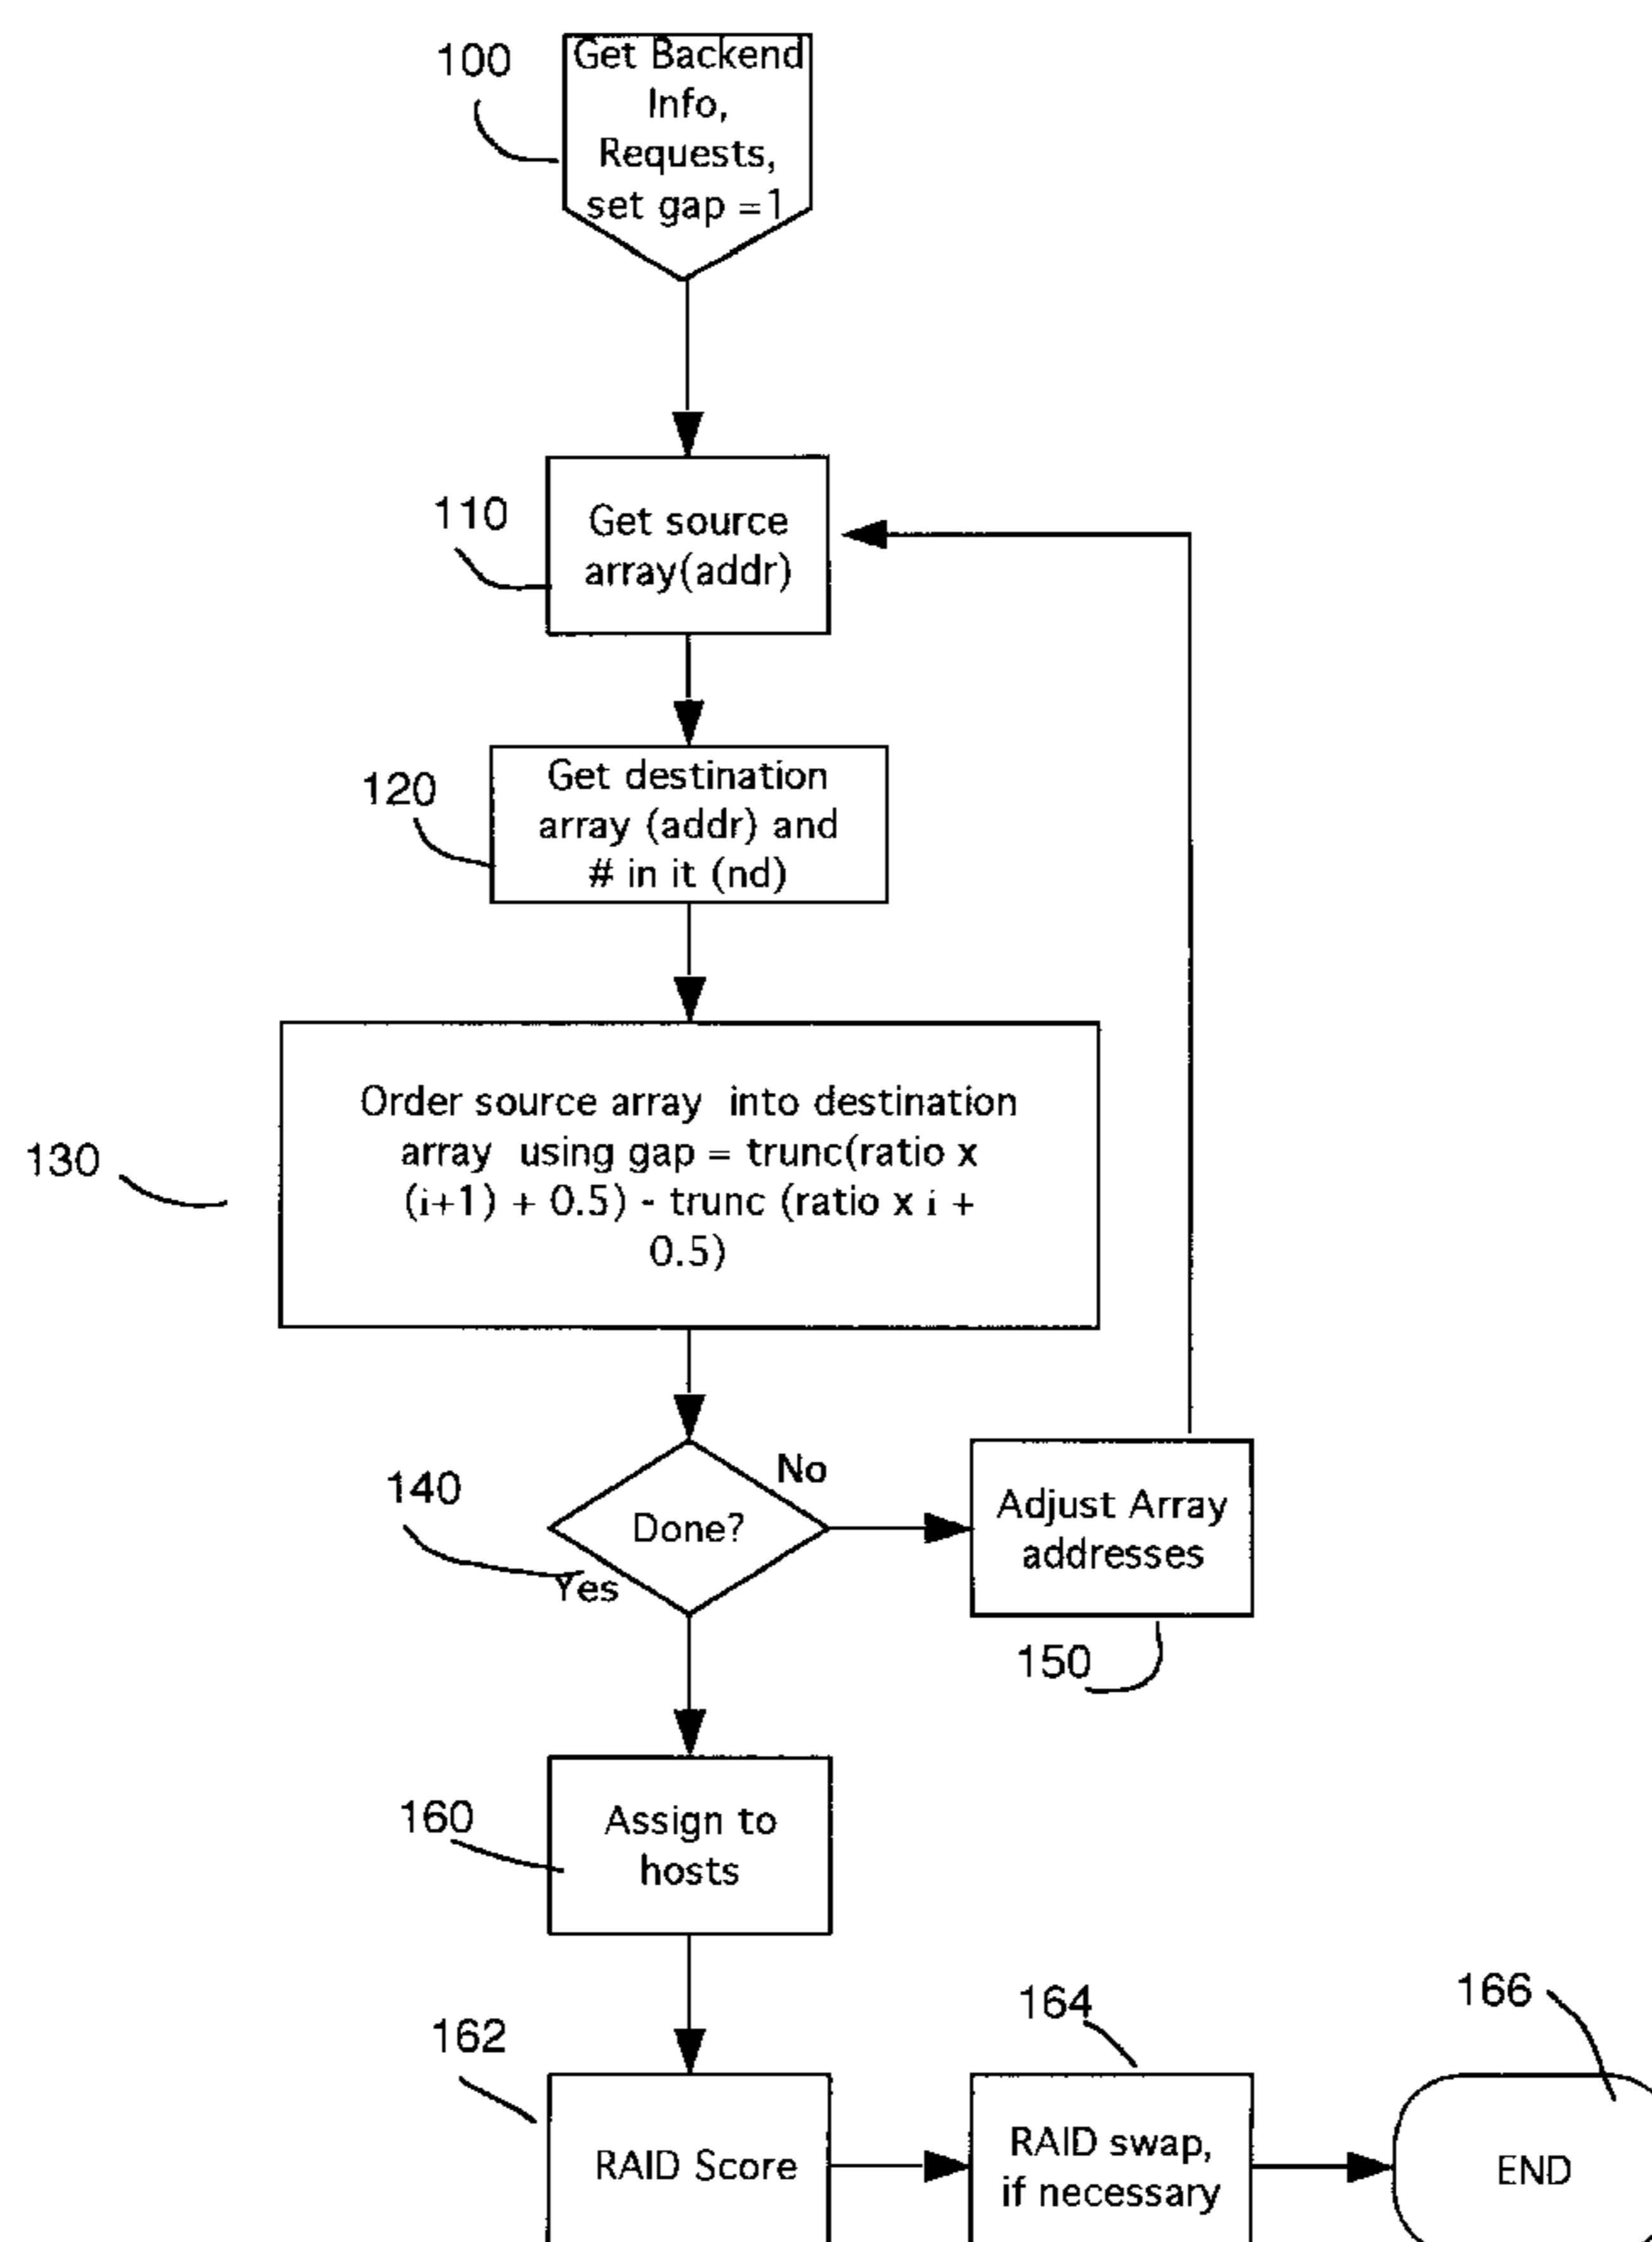 100
Get Backend
Info,
Requests,
set gap =1
110
Get source
array(addr)
120
Get destination
array (addr) and
# in it (nd)
130
Order source array into destination
array using gap = trunc(ratio x
(i+1) + 0.5) - trunc (ratio x i +
0.5)
140
Done?
No
Yes
Adjust Array
addresses
150
160
Assign to
hosts
162
RAID Score
164
RAID swap,
if necessary
166
END